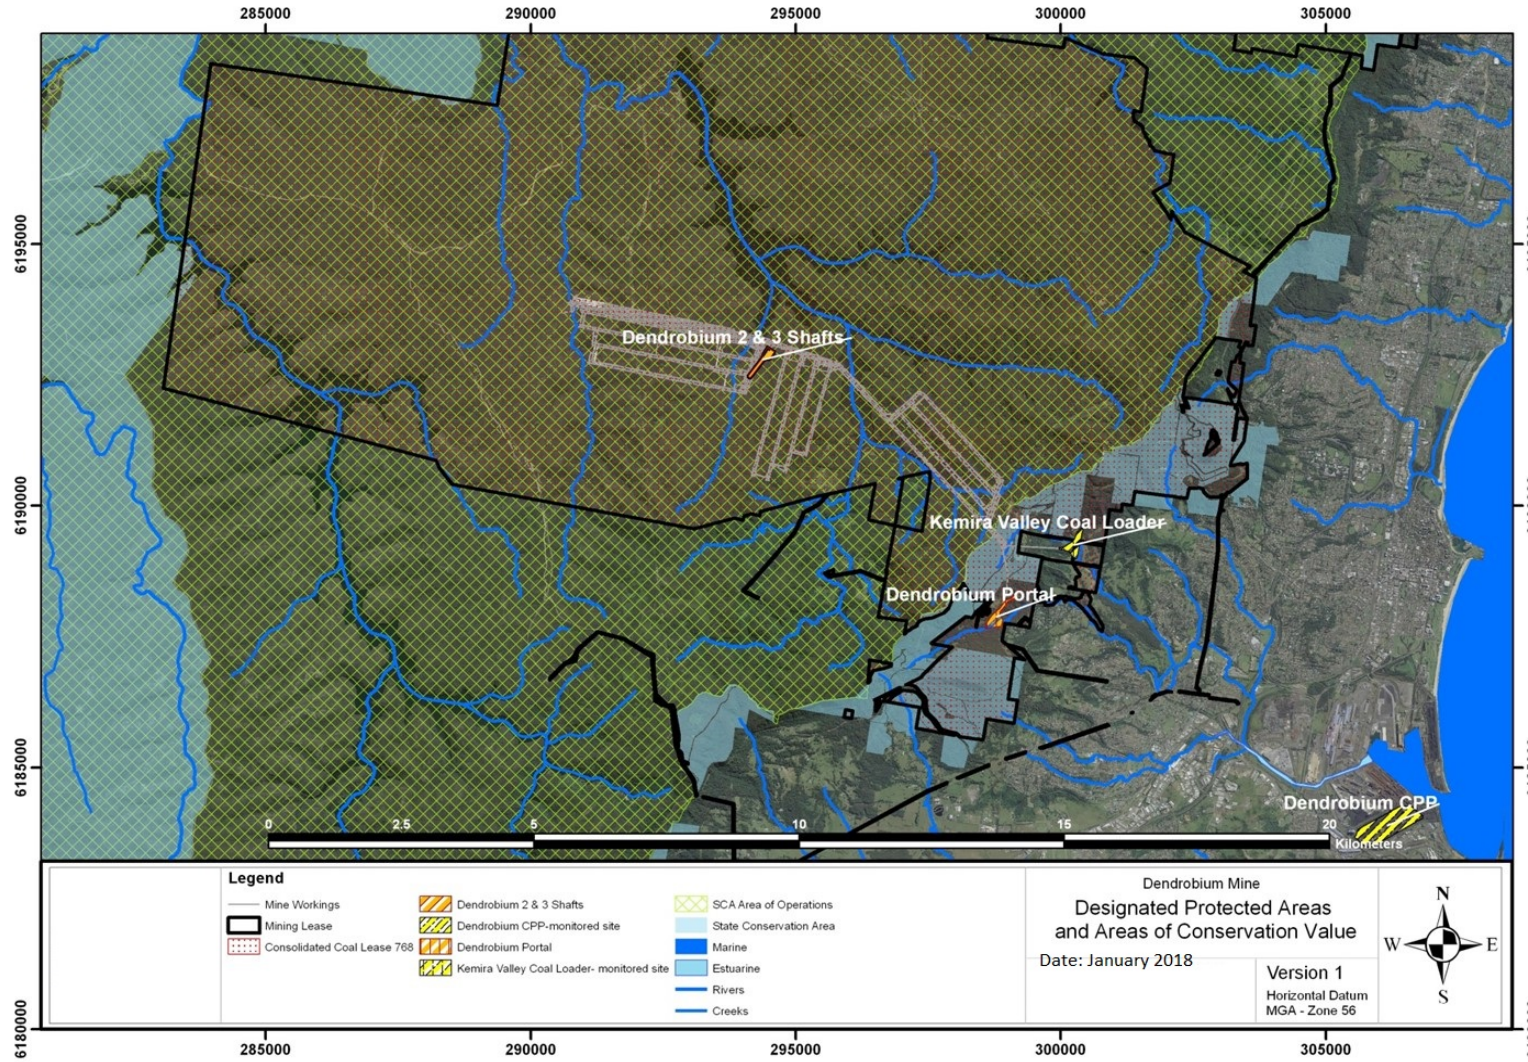 285000 290000 295000 300000 305000
6195000
6190000
6185000
6180000
Dendrobium 2 & 3 Shafts
Kemira Valley Coal Loader
Dendrobium Portal
Dendrobium CPP
0 2.5 5 10 15 20
Kilometers
Legend
Mine Workings
Mining Lease
Consolidated Coal Lease 768
Dendrobium 2 & 3 Shafts
Dendrobium CPP-monitored site
Dendrobium Portal
Kemira Valley Coal Loader- monitored site
SCA Area of Operations
State Conservation Area
Marine
Estuarine
Rivers
Creeks
Dendrobium Mine
Designated Protected Areas
and Areas of Conservation Value
Date: January 2018
Version 1
Horizontal Datum
MGA - Zone 56
N
W E
S
285000 290000 295000 300000 305000